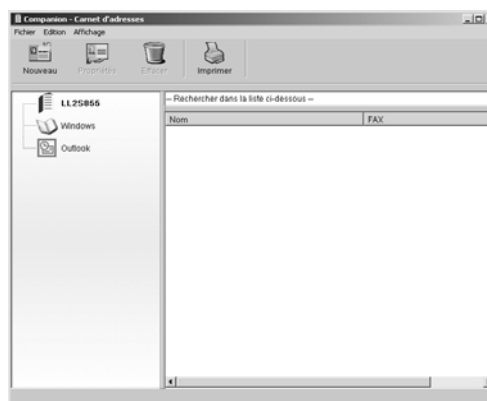 Companion - Carnet d'adresses
Fichier Edition Affichage
Nouveau Propriétés Effacer Imprimer
LL2S866
Windows
Outlook
-- Rechercher dans la liste ci-dessous --
Nom FAX